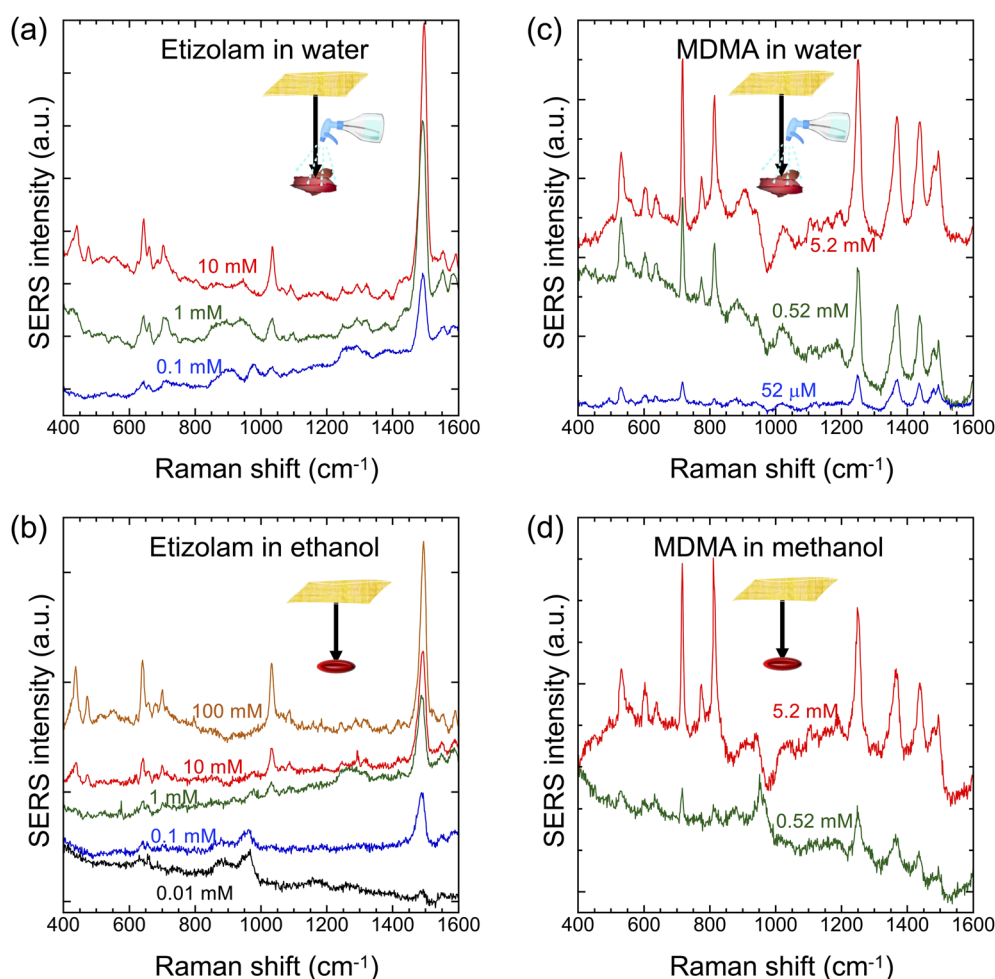 (a)
Etizolam in water
10 mM
1 mM
0.1 mM
SERS intensity (a.u.)
400 600 800 1000 1200 1400 1600
Raman shift (cm-1)
(c)
MDMA in water
5.2 mM
0.52 mM
52 μM
SERS intensity (a.u.)
400 600 800 1000 1200 1400 1600
Raman shift (cm-1)
(b)
Etizolam in ethanol
100 mM
10 mM
1 mM
0.1 mM
0.01 mM
SERS intensity (a.u.)
400 600 800 1000 1200 1400 1600
Raman shift (cm-1)
(d)
MDMA in methanol
5.2 mM
0.52 mM
SERS intensity (a.u.)
400 600 800 1000 1200 1400 1600
Raman shift (cm-1)